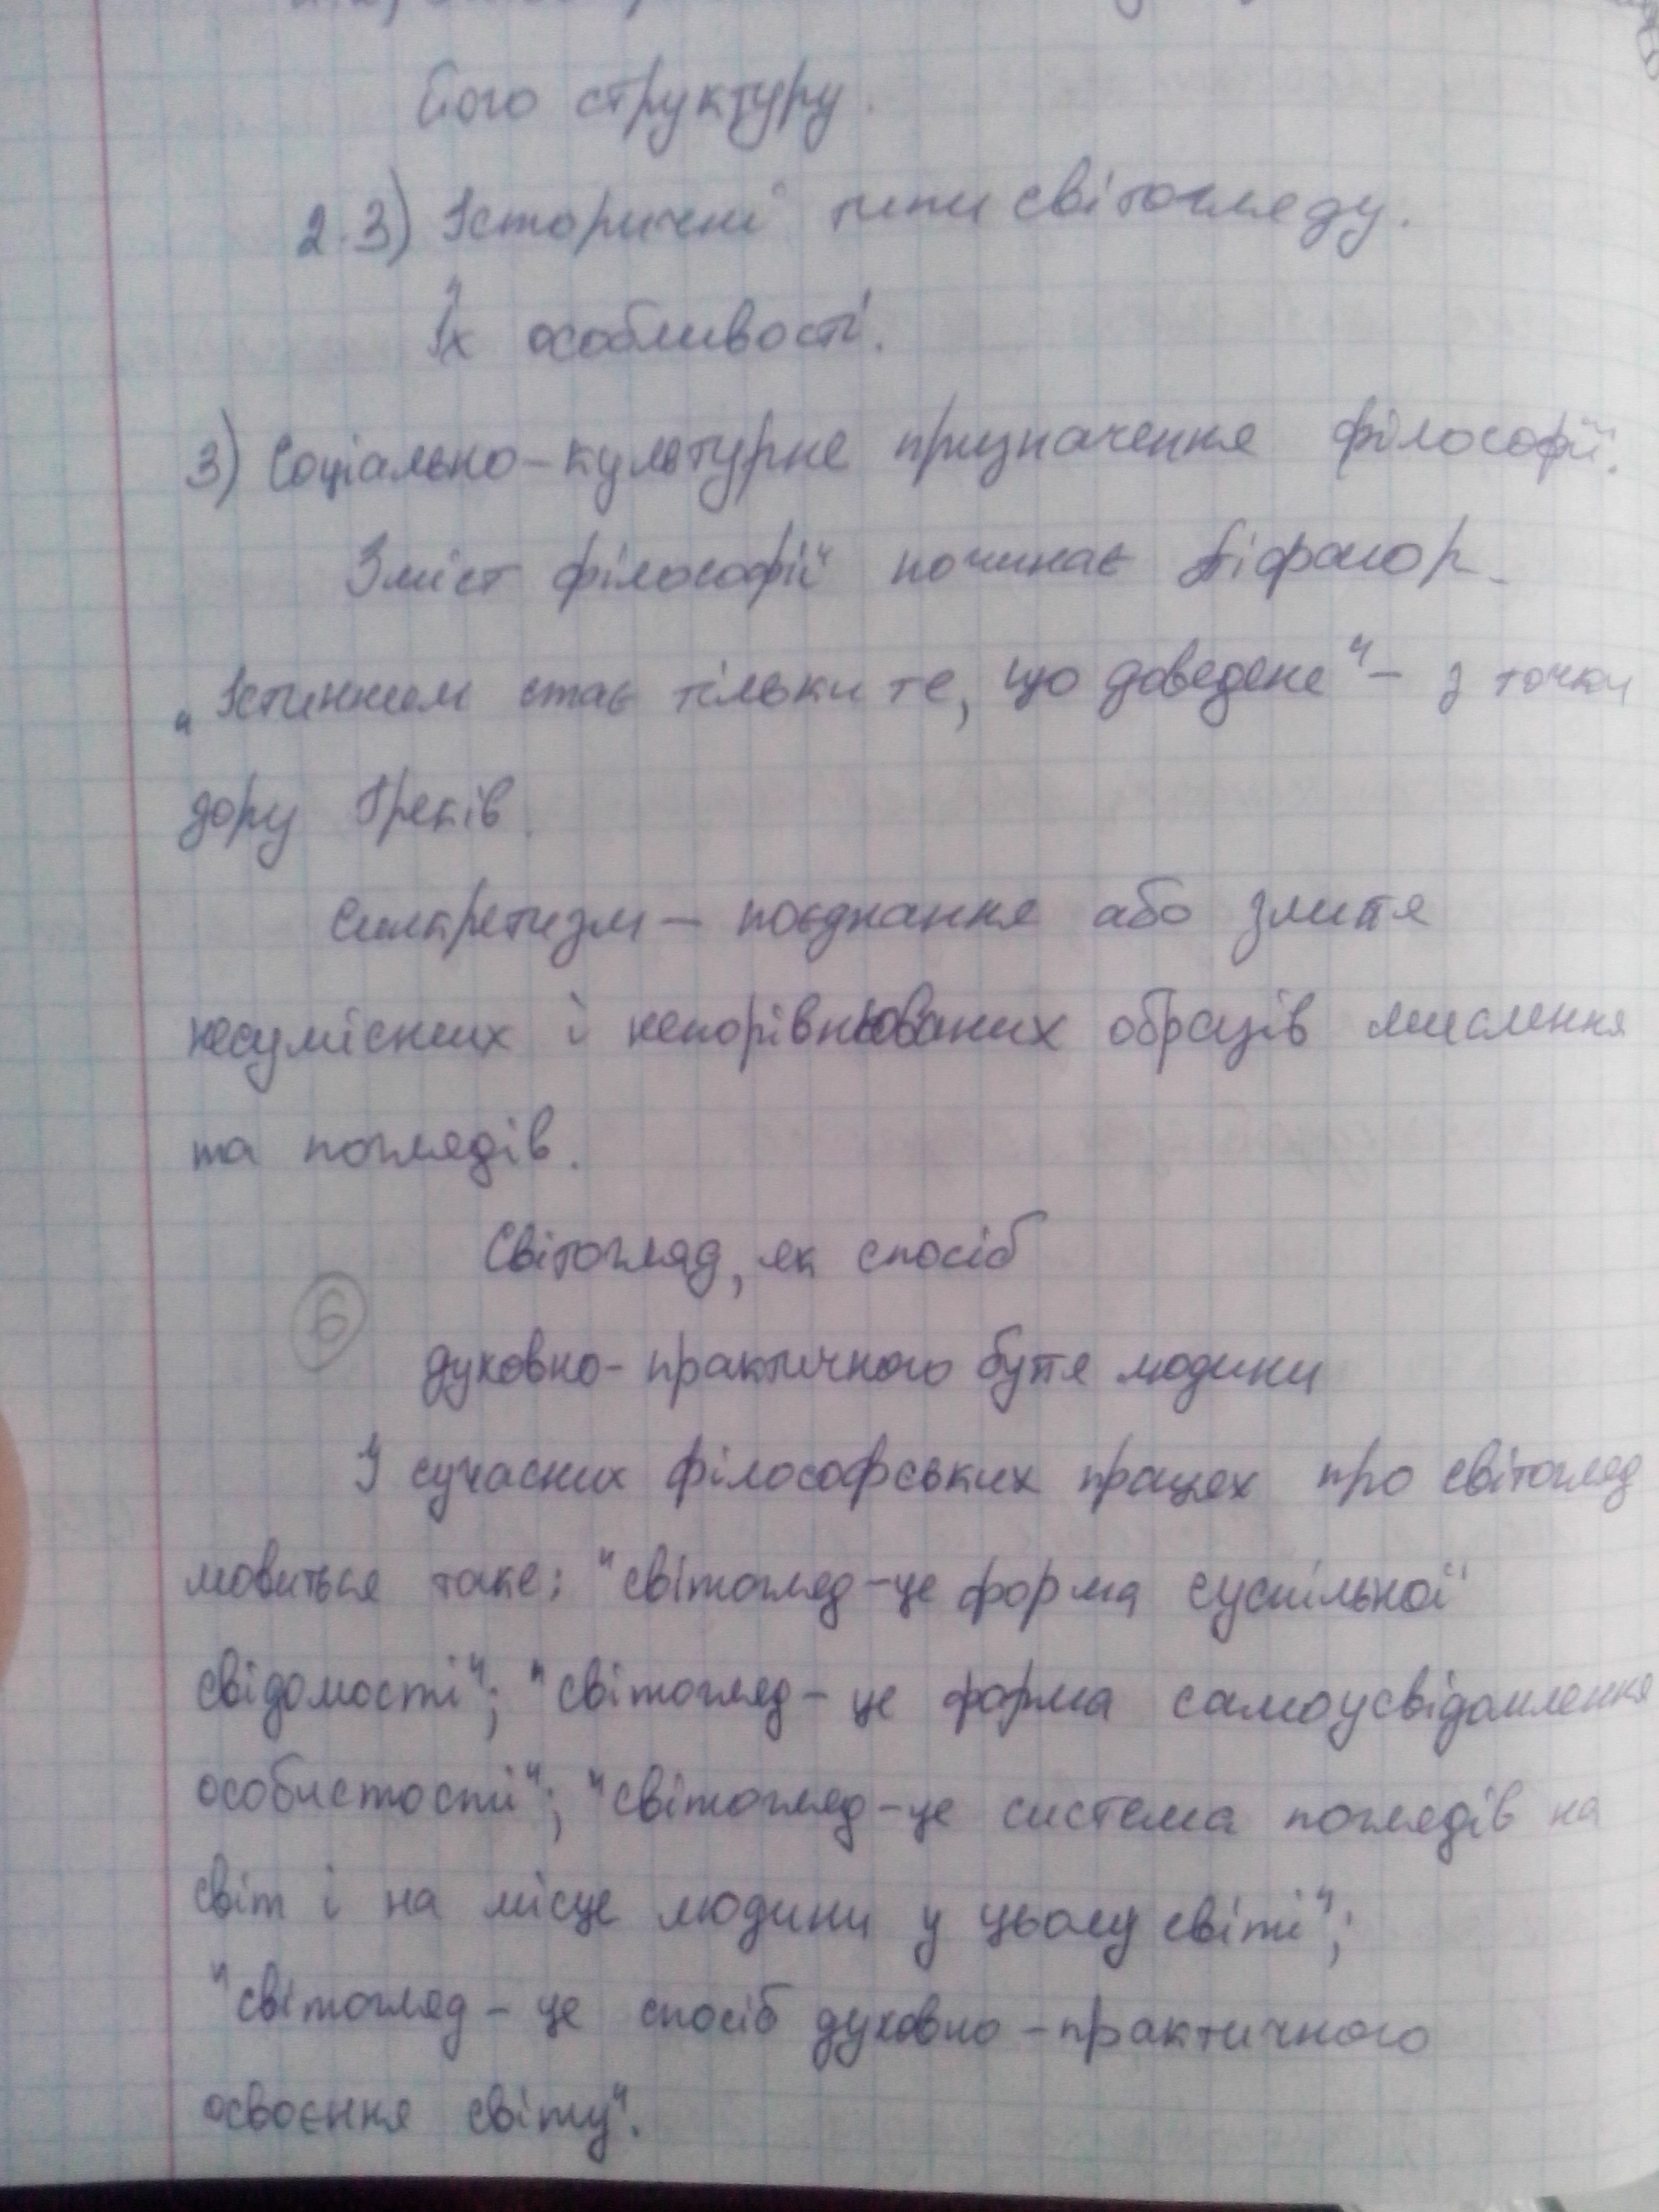 його структуру.
2.3) Історичні типи світогляду.
Їх особливості.
3) Соціально-культурне призначення філософії.
Зміст філософії починає Піфагор.
„Істинним стає тільки те, що доведене" – з точки
зору Греків.
Синкретизм – поєднання або злиття
несумісних і непорівнюваних образів мислення
та поглядів.
Світогляд, як спосіб
6
духовно-практичного буття людини
У сучасних філософських працях про світогляд
мовиться таке: "світогляд – це форма суспільної
свідомості"; "світогляд – це форма самоусвідомлення
особистості"; "світогляд – це система поглядів на
світ і на місце людини у цьому світі";
"світогляд – це спосіб духовно-практичного
освоєння світу".